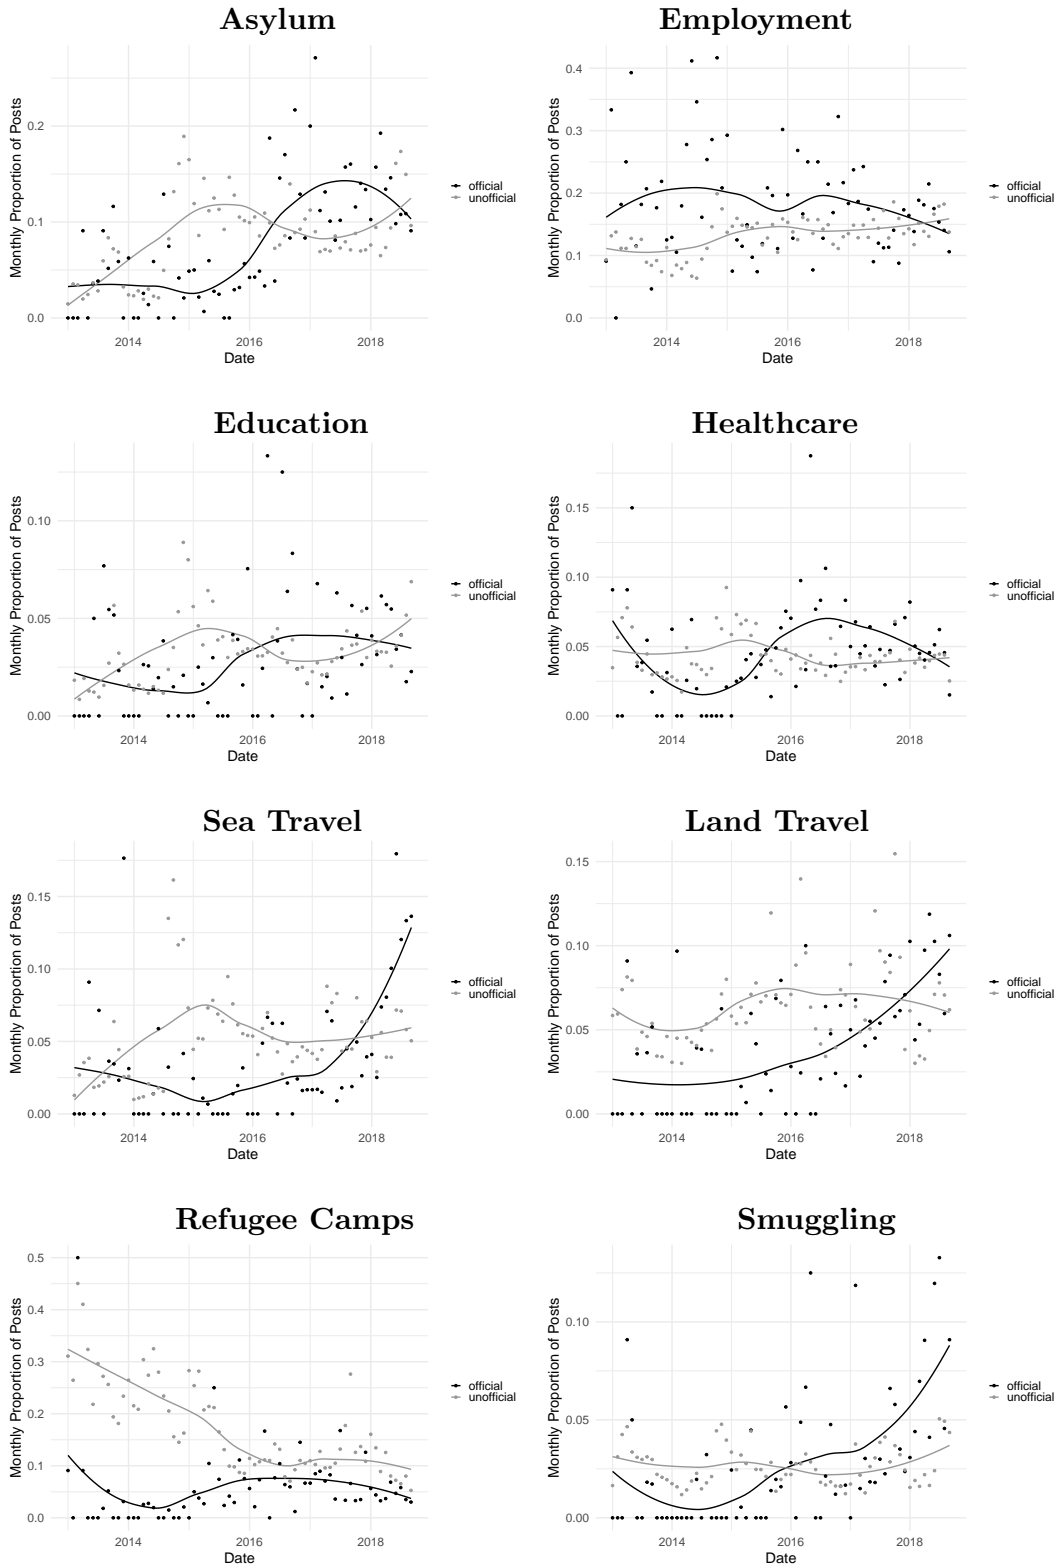 Asylum
Monthly Proportion of Posts
0.2
0.1
0.0
2014 2016 2018
Date
official
unofficial
Employment
Monthly Proportion of Posts
0.4
0.3
0.2
0.1
0.0
2014 2016 2018
Date
official
unofficial
Education
Monthly Proportion of Posts
0.10
0.05
0.00
2014 2016 2018
Date
official
unofficial
Healthcare
Monthly Proportion of Posts
0.15
0.10
0.05
0.00
2014 2016 2018
Date
official
unofficial
Sea Travel
Monthly Proportion of Posts
0.15
0.10
0.05
0.00
2014 2016 2018
Date
official
unofficial
Land Travel
Monthly Proportion of Posts
0.15
0.10
0.05
0.00
2014 2016 2018
Date
official
unofficial
Refugee Camps
Monthly Proportion of Posts
0.5
0.4
0.3
0.2
0.1
0.0
2014 2016 2018
Date
official
unofficial
Smuggling
Monthly Proportion of Posts
0.10
0.05
0.00
2014 2016 2018
Date
official
unofficial